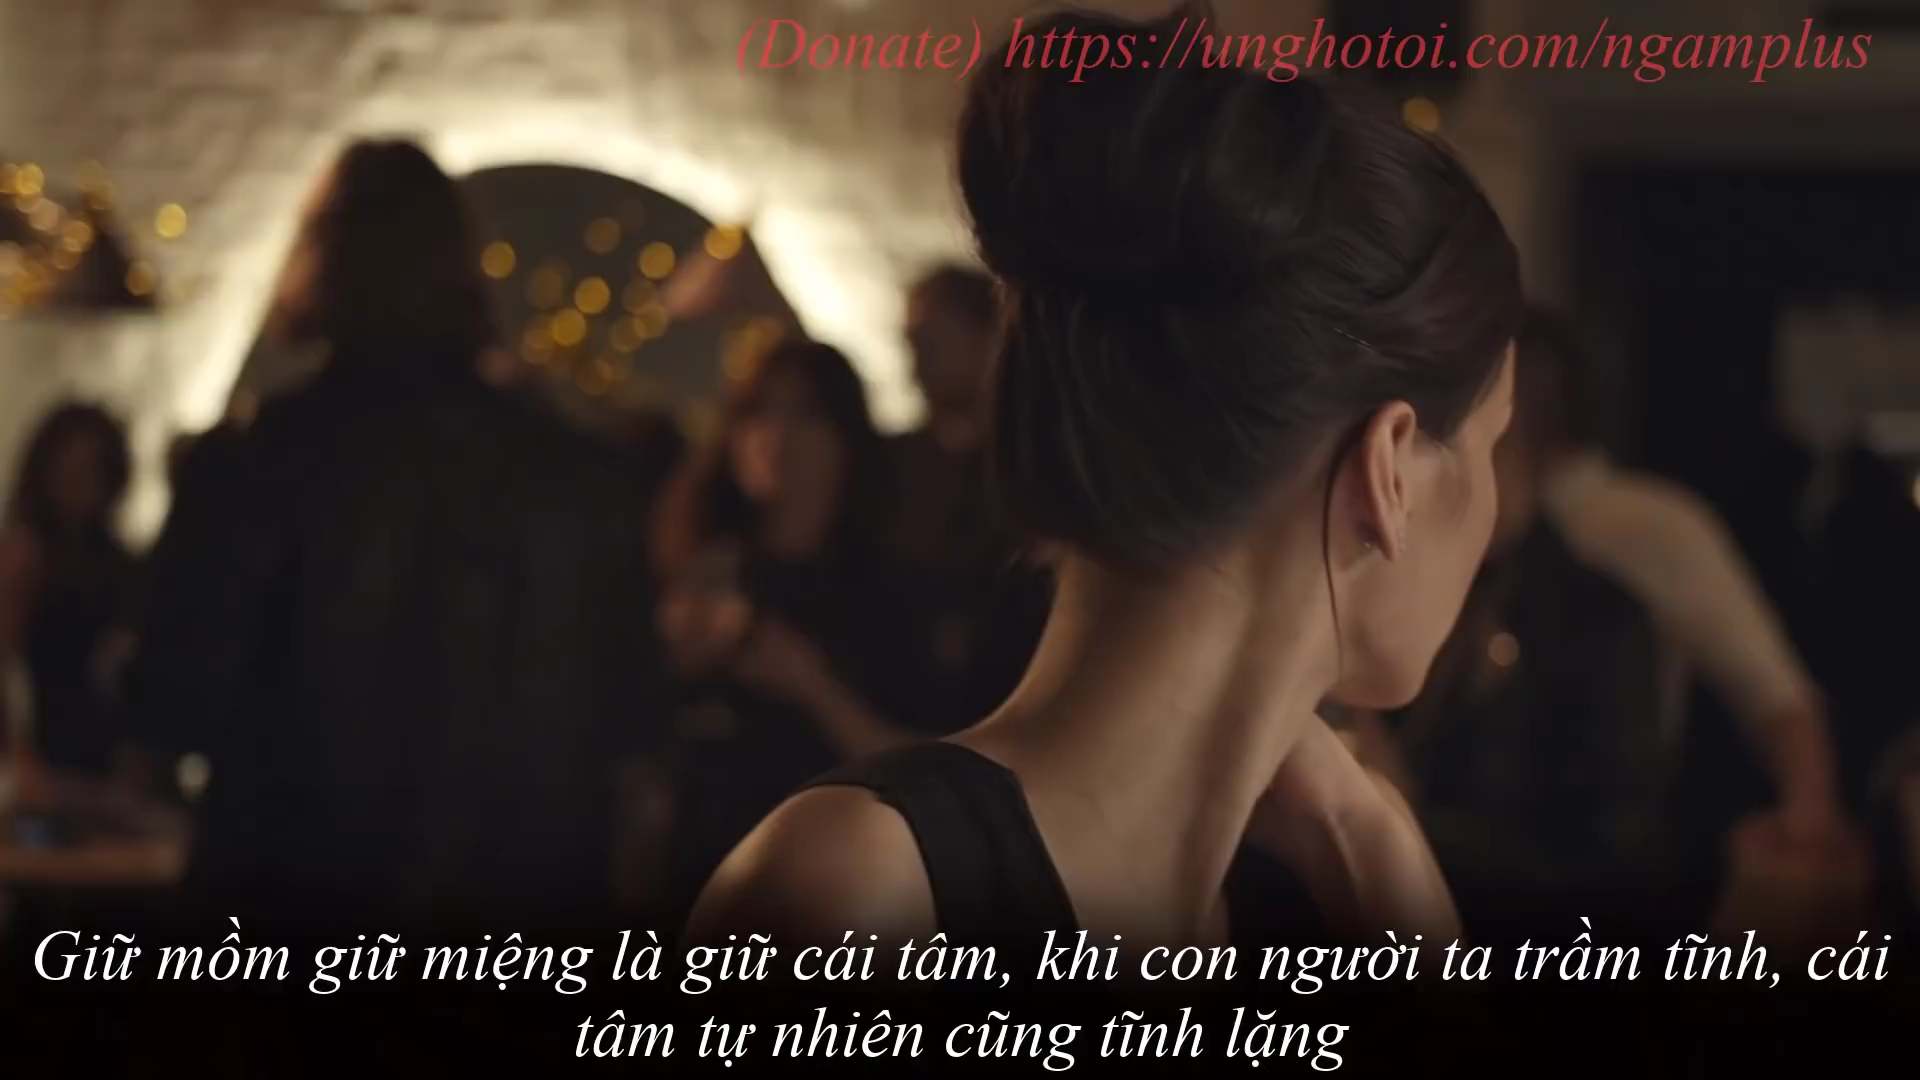 (Donate) https://unghotoi.com/ngamplus
Giữ mồm giữ miệng là giữ cái tâm, khi con người ta trầm tĩnh, cái
tâm tự nhiên cũng tĩnh lặng